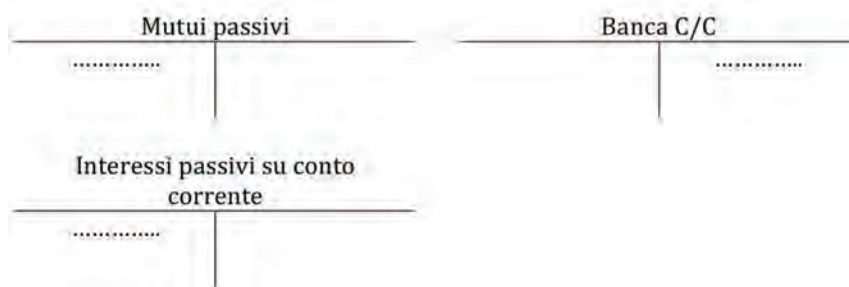 Mutui passivi
Banca C/C
…………..
…………..
Interessi passivi su conto
corrente
…………..